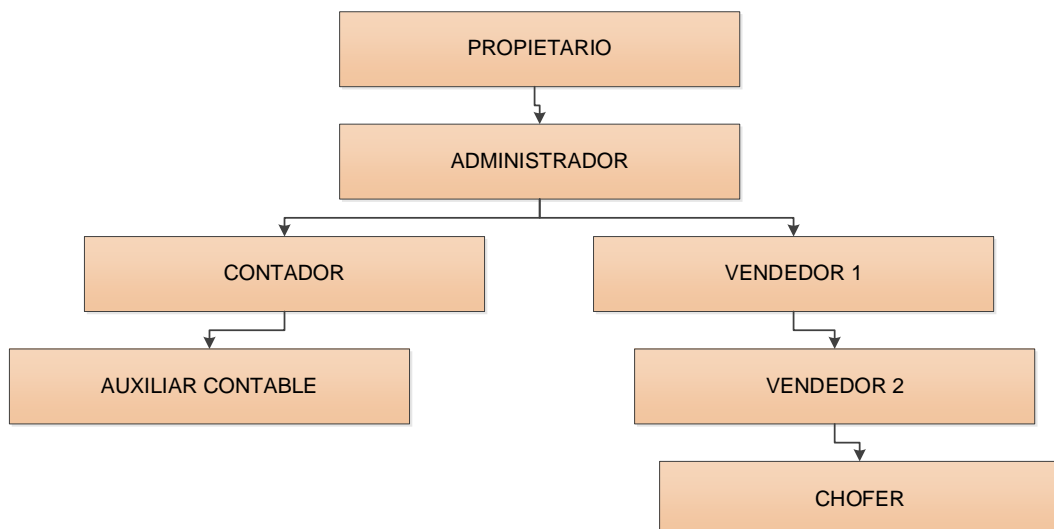 PROPIETARIO
ADMINISTRADOR
CONTADOR
VENDEDOR 1
AUXILIAR CONTABLE
VENDEDOR 2
CHOFER